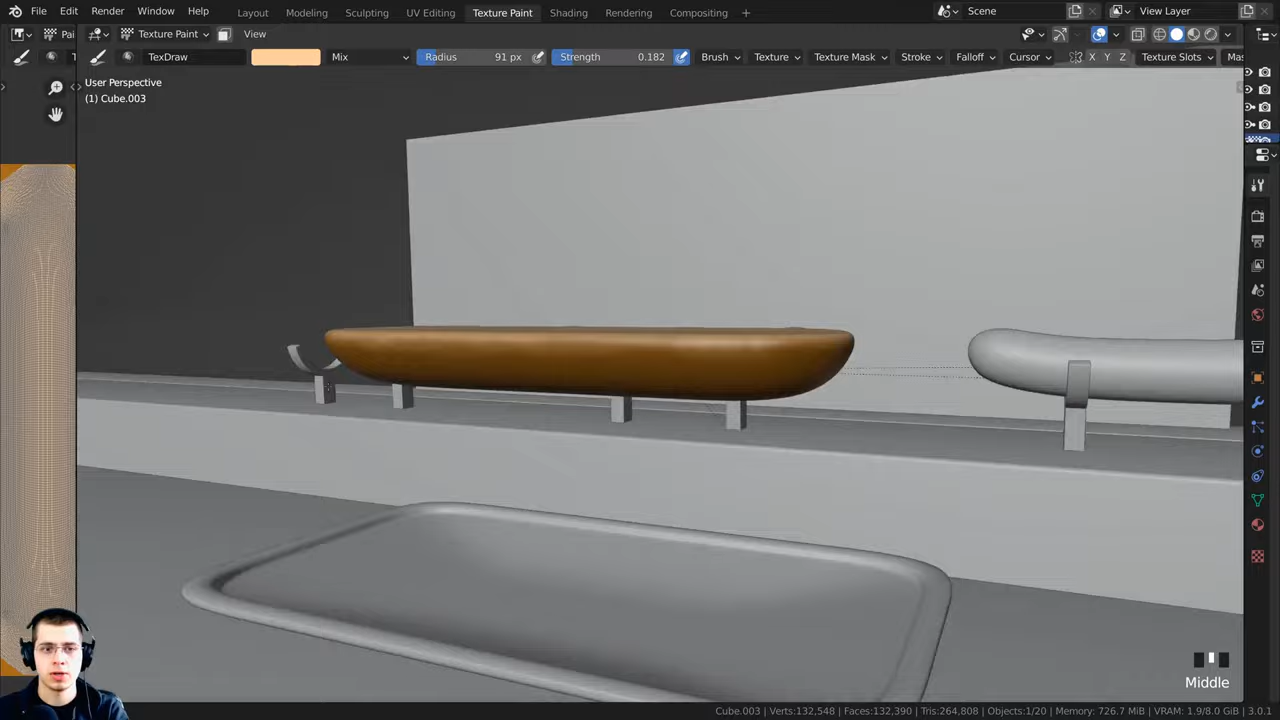 File Edit Render Window Help Layout Modeling Sculpting UV Editing Texture Paint Shading Rendering Compositing + Scene View Layer
Pai Texture Paint View
TexDraw Mix Radius 91 px Strength 0.182 Brush Texture Texture Mask Stroke Falloff Cursor X Y Z Texture Slots Mas
User Perspective
(1) Cube.003
Middle
Cube.003 | Verts:132,548 | Faces:132,390 | Tris:264,808 | Objects:1/20 | Memory: 726.7 MiB | VRAM: 1.9/8.0 GiB | 3.0.1